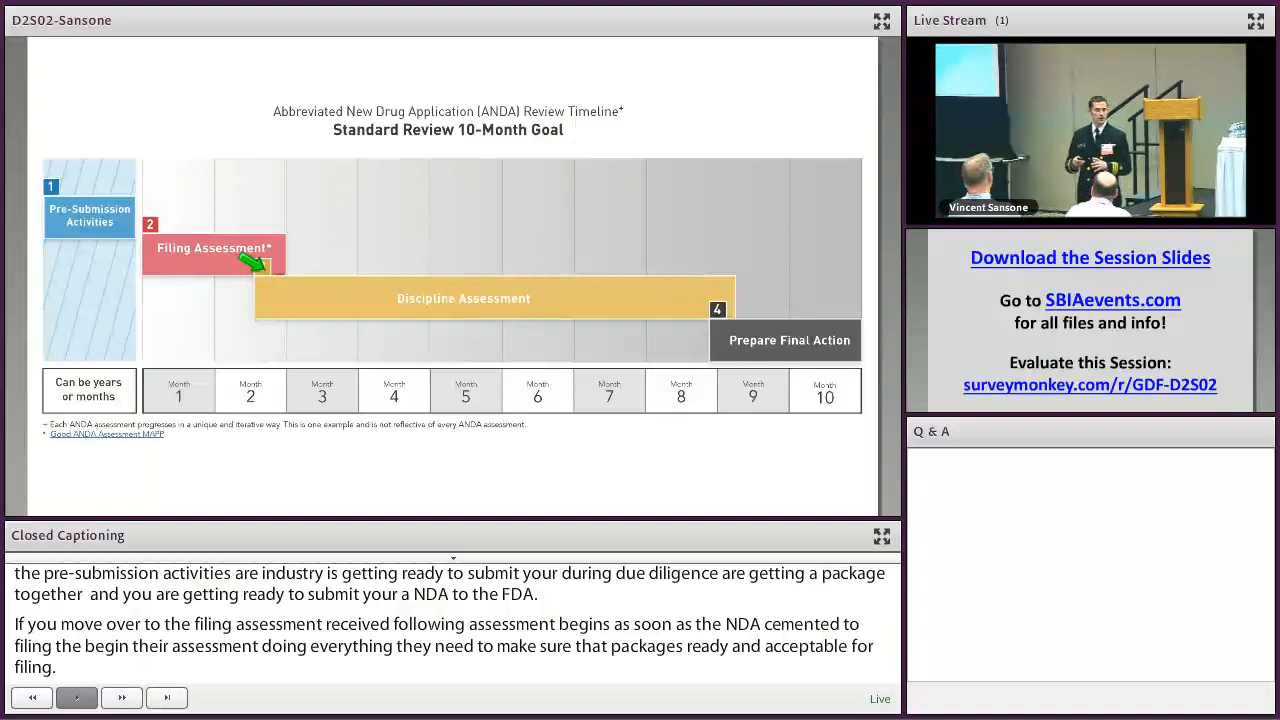 D2S02-Sansone
Abbreviated New Drug Application (ANDA) Review Timeline+
Standard Review 10-Month Goal
1
Pre-Submission
Activities
2
Filing Assessment*
Discipline Assessment
4
Prepare Final Action
Can be years
or months
Month
1
Month
2
Month
3
Month
4
Month
5
Month
6
Month
7
Month
8
Month
9
Month
10
+ Each ANDA assessment progresses in a unique and iterative way. This is one example and is not reflective of every ANDA assessment.
* Good ANDA Assessment MAPP
Closed Captioning
the pre-submission activities are industry is getting ready to submit your during due diligence are getting a package
together and you are getting ready to submit your a NDA to the FDA.
If you move over to the filing assessment received following assessment begins as soon as the NDA cemented to
filing the begin their assessment doing everything they need to make sure that packages ready and acceptable for
filing.
Live
Live Stream (1)
Vincent Sansone
Download the Session Slides
Go to SBIAevents.com
for all files and info!
Evaluate this Session:
surveymonkey.com/r/GDF-D2S02
Q & A